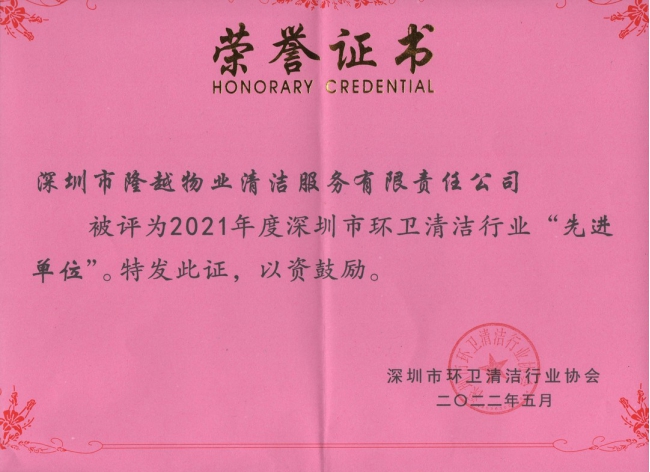 荣誉证书
HONORARY CREDENTIAL
深圳市隆越物业清洁服务有限责任公司
被评为2021年度深圳市环卫清洁行业“先进
单位”。特发此证，以资鼓励。
深圳市环卫清洁行业协会
二〇二二年五月